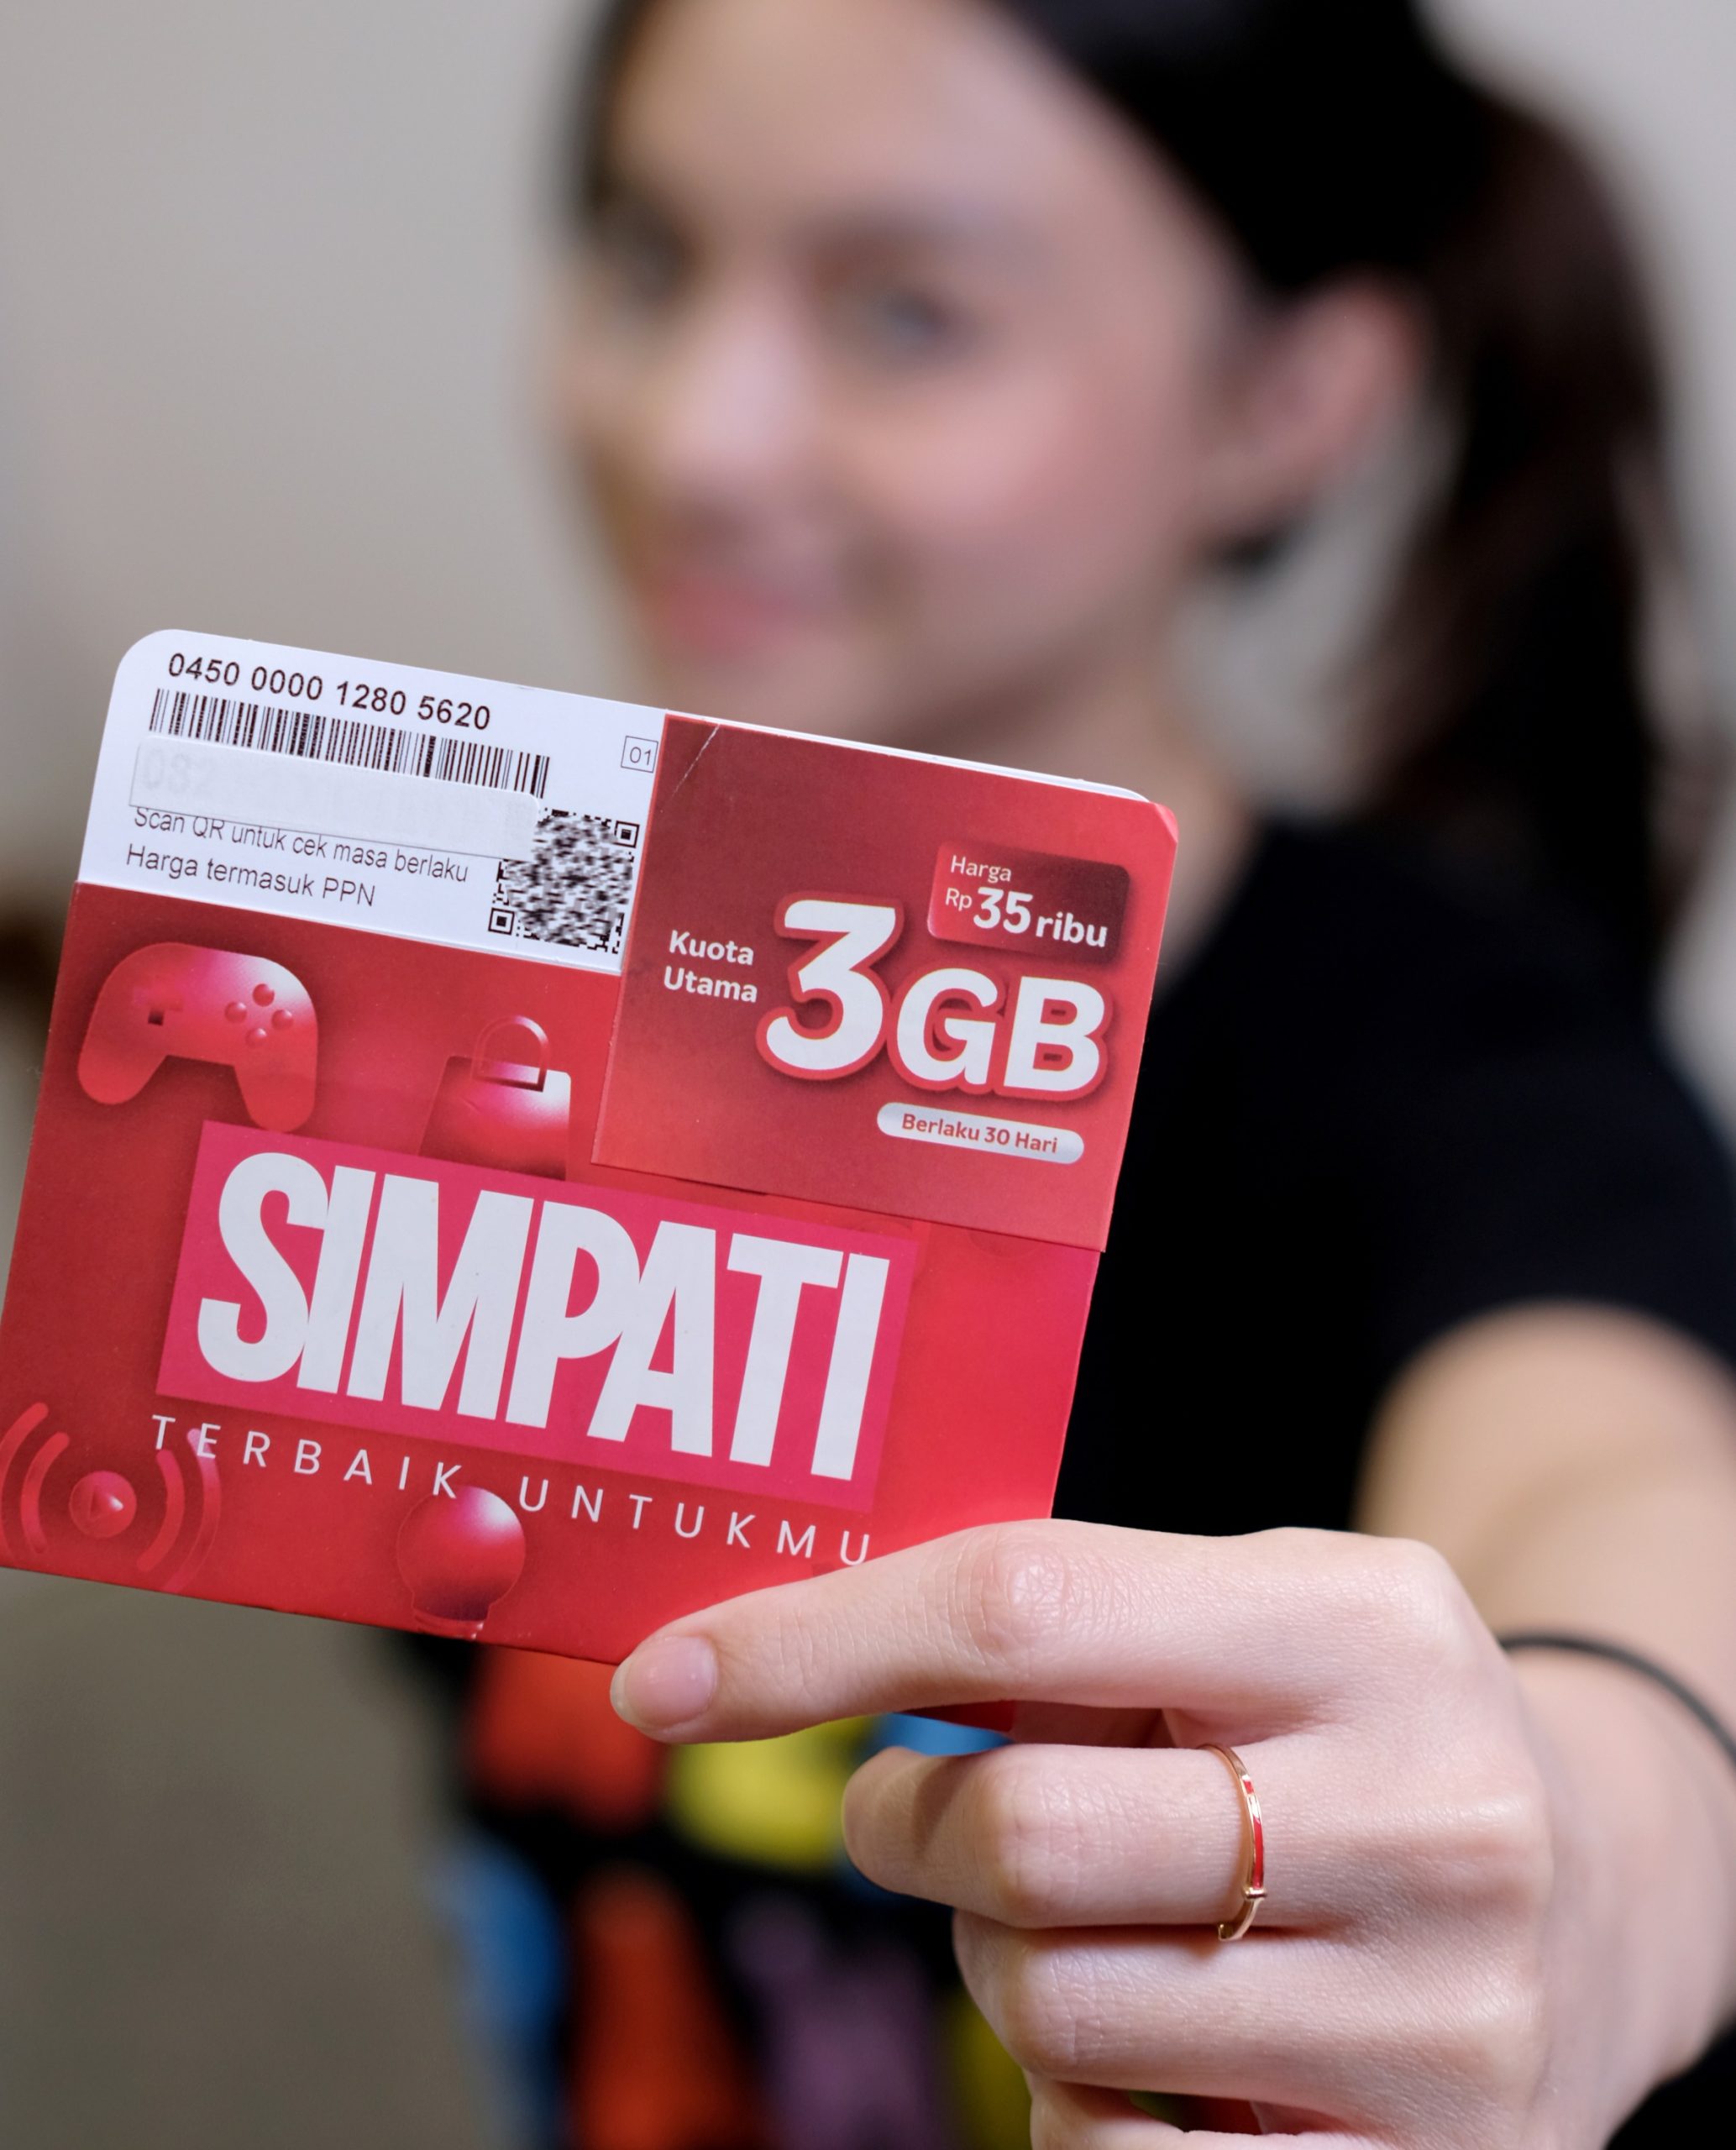 0450 0000 1280 5620
01
Scan QR untuk cek masa berlaku
Harga termasuk PPN
Harga
Rp 35 ribu
Kuota
Utama
3GB
Berlaku 30 Hari
SIMPATI
TERBAIK UNTUKMU